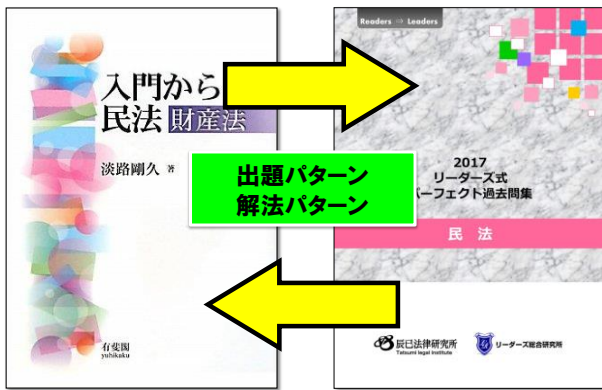 入門から
民法 財産法
淡路剛久 著
有斐閣
yuhikaku
出題パターン
解法パターン
Readers ⇒ Leaders
2017
リーダーズ式
パーフェクト過去問集
民 法
辰已法律研究所
Tatsumi legal institute
リーダーズ総合研究所